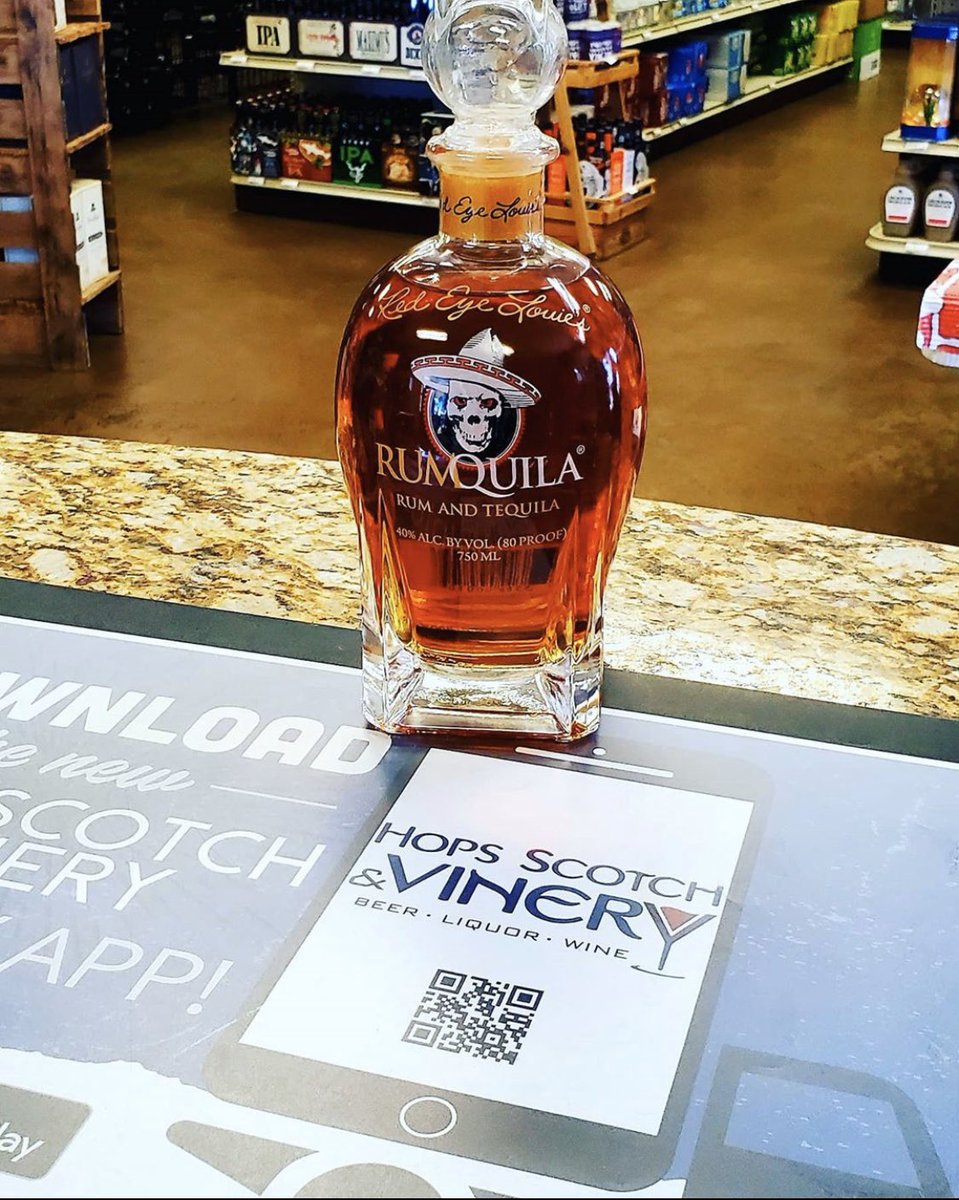 IPA
IPA
Red Eye Louie's
Red Eye Louie's®
RUMQUILA®
RUM AND TEQUILA
40% ALC. BY VOL. (80 PROOF)
750 ML
WNLOAD
new
SCOTCH
ERY
APP!
HOPS SCOTCH
& VINERY
BEER · LIQUOR · WINE
lay